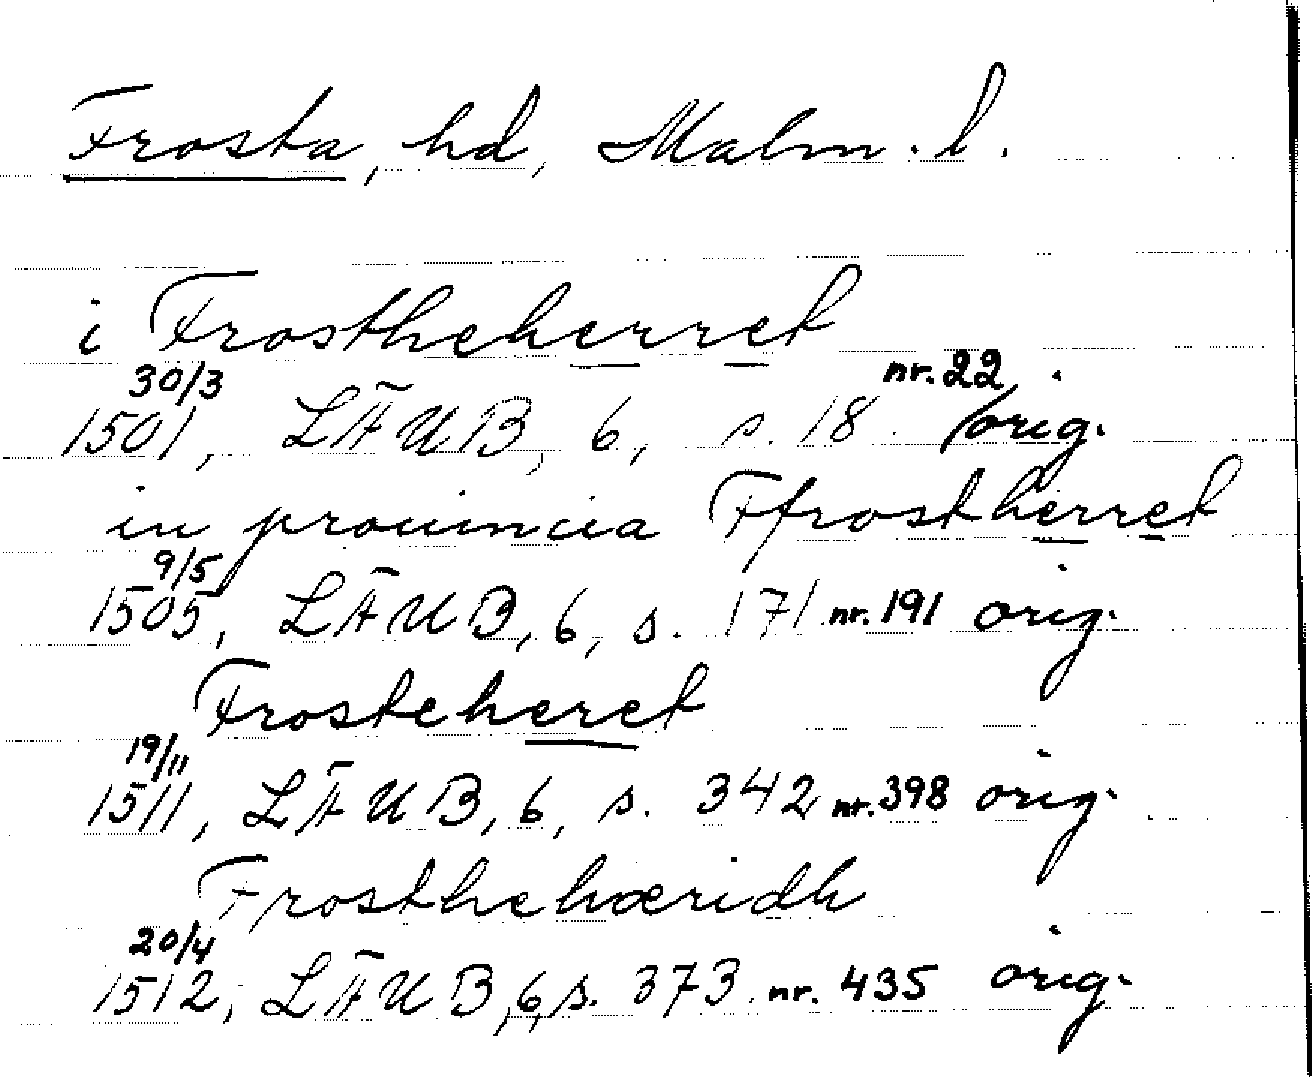 Frosta, hd, Malm. l.
i Frostheherret
30/3 nr. 22
1501, LÄUB, 6, s. 18 orig.
in prouincia Ffrostherret
9/5
1505, LÄUB, 6, s. 171 nr. 191 orig.
Frosteheret
19/11
1511, LÄUB, 6, s. 342 nr. 398 orig.
Frosthehæridh
20/4
1512, LÄUB, 6, s. 373 nr. 435 orig.